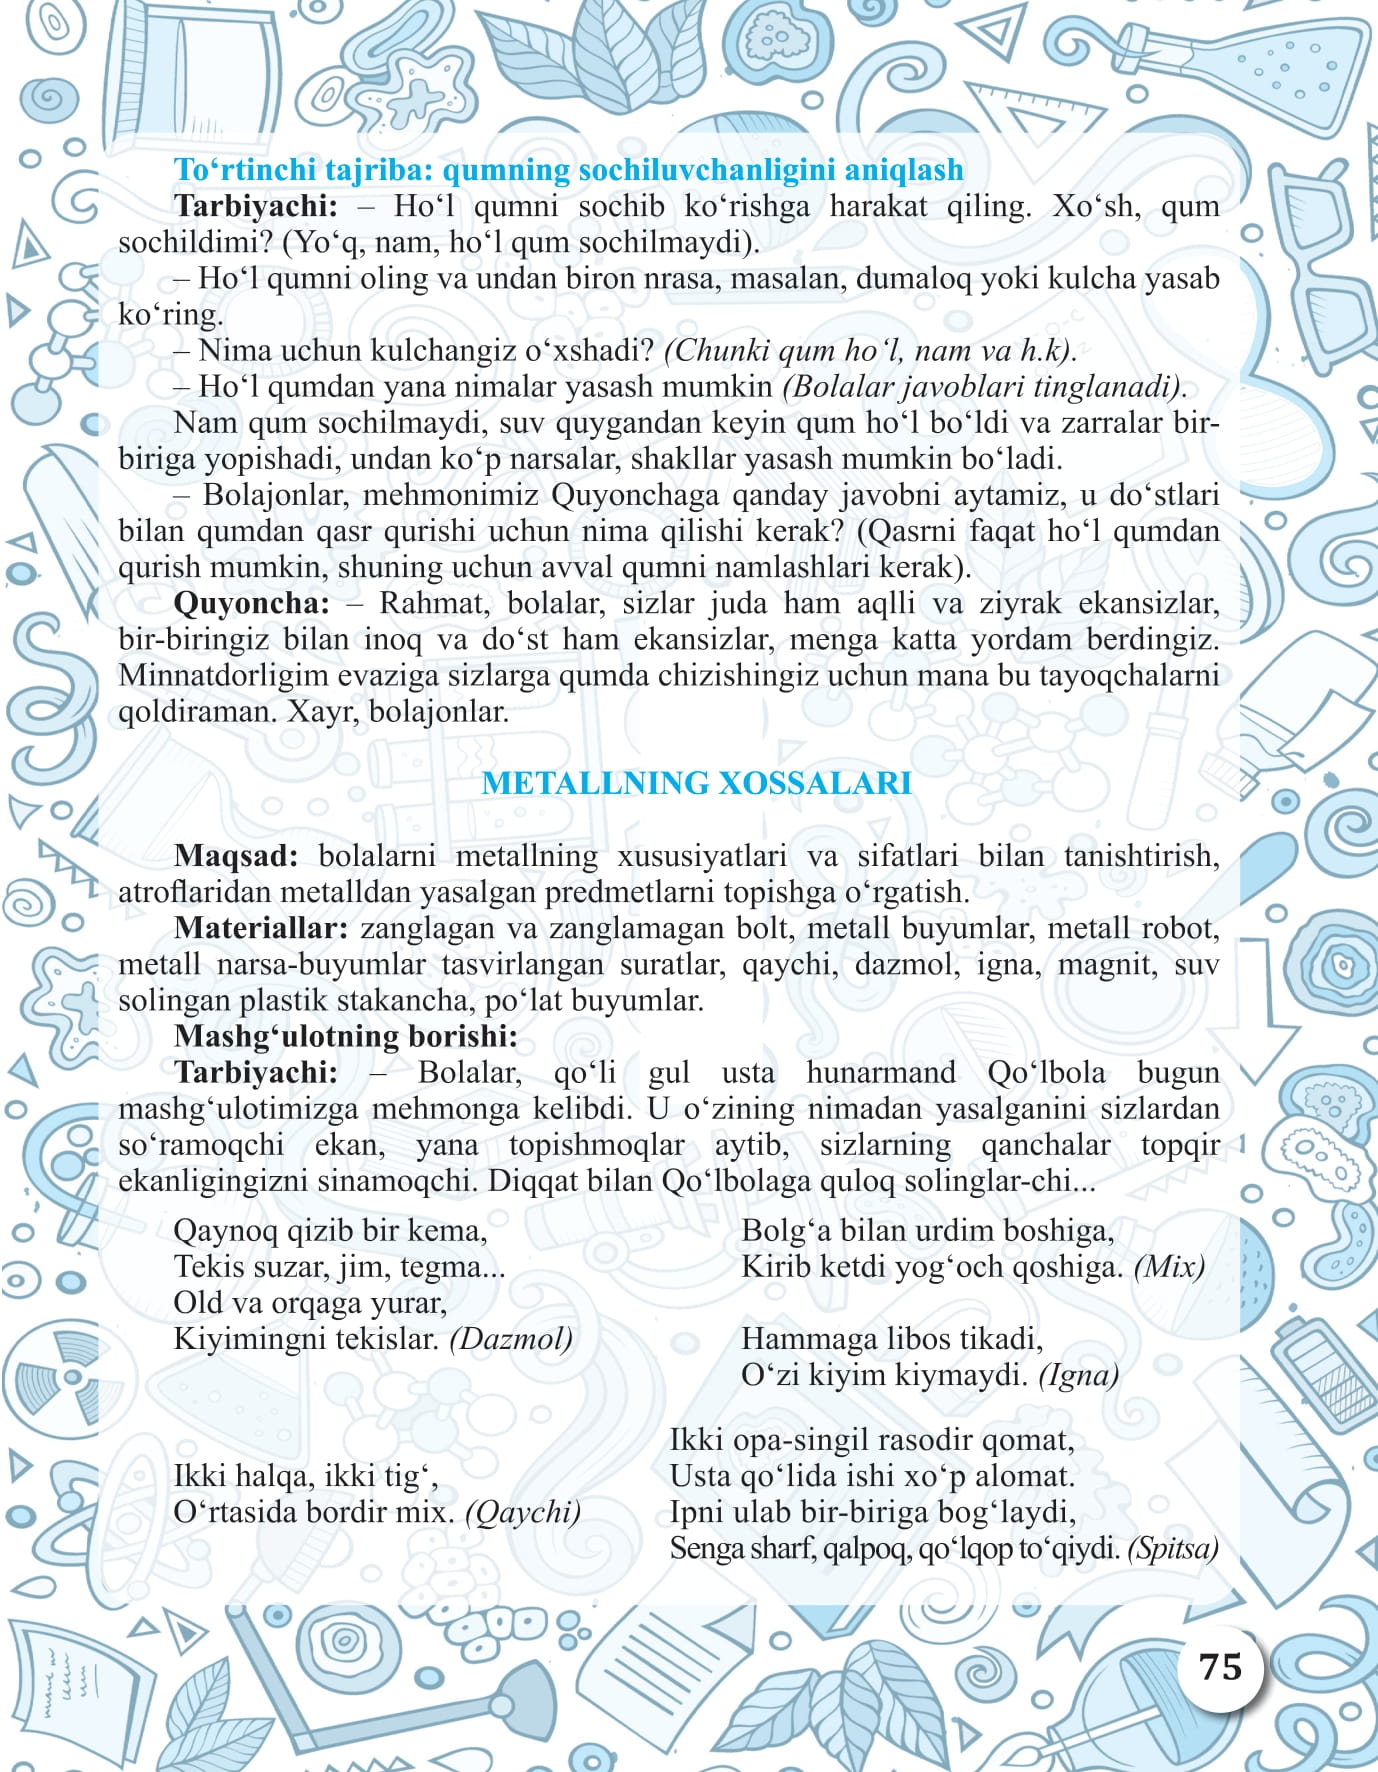 To‘rtinchi tajriba: qumning sochiluvchanligini aniqlash
Tarbiyachi: – Ho‘l qumni sochib ko‘rishga harakat qiling. Xo‘sh, qum
sochildimi? (Yo‘q, nam, ho‘l qum sochilmaydi).
– Ho‘l qumni oling va undan biron nrasa, masalan, dumaloq yoki kulcha yasab
ko‘ring.
– Nima uchun kulchangiz o‘xshadi? (Chunki qum ho‘l, nam va h.k).
– Ho‘l qumdan yana nimalar yasash mumkin (Bolalar javoblari tinglanadi).
Nam qum sochilmaydi, suv quygandan keyin qum ho‘l bo‘ldi va zarralar bir-
biriga yopishadi, undan ko‘p narsalar, shakllar yasash mumkin bo‘ladi.
– Bolajonlar, mehmonimiz Quyonchaga qanday javobni aytamiz, u do‘stlari
bilan qumdan qasr qurishi uchun nima qilishi kerak? (Qasrni faqat ho‘l qumdan
qurish mumkin, shuning uchun avval qumni namlashlari kerak).
Quyoncha: – Rahmat, bolalar, sizlar juda ham aqlli va ziyrak ekansizlar,
bir-biringiz bilan inoq va do‘st ham ekansizlar, menga katta yordam berdingiz.
Minnatdorligim evaziga sizlarga qumda chizishingiz uchun mana bu tayoqchalarni
qoldiraman. Xayr, bolajonlar.
METALLNING XOSSALARI
Maqsad: bolalarni metallning xususiyatlari va sifatlari bilan tanishtirish,
atroflaridan metalldan yasalgan predmetlarni topishga o‘rgatish.
Materiallar: zanglagan va zanglamagan bolt, metall buyumlar, metall robot,
metall narsa-buyumlar tasvirlangan suratlar, qaychi, dazmol, igna, magnit, suv
solingan plastik stakancha, po‘lat buyumlar.
Mashg‘ulotning borishi:
Tarbiyachi: – Bolalar, qo‘li gul usta hunarmand Qo‘lbola bugun
mashg‘ulotimizga mehmonga kelibdi. U o‘zining nimadan yasalganini sizlardan
so‘ramoqchi ekan, yana topishmoqlar aytib, sizlarning qanchalar topqir
ekanligingizni sinamoqchi. Diqqat bilan Qo‘lbolaga quloq solinglar-chi...
Qaynoq qizib bir kema,
Tekis suzar, jim, tegma...
Old va orqaga yurar,
Kiyimingni tekislar. (Dazmol)
Bolg‘a bilan urdim boshiga,
Kirib ketdi yog‘och qoshiga. (Mix)
Hammaga libos tikadi,
O‘zi kiyim kiymaydi. (Igna)
Ikki halqa, ikki tig‘,
O‘rtasida bordir mix. (Qaychi)
Ikki opa-singil rasodir qomat,
Usta qo‘lida ishi xo‘p alomat.
Ipni ulab bir-biriga bog‘laydi,
Senga sharf, qalpoq, qo‘lqop to‘qiydi. (Spitsa)
75